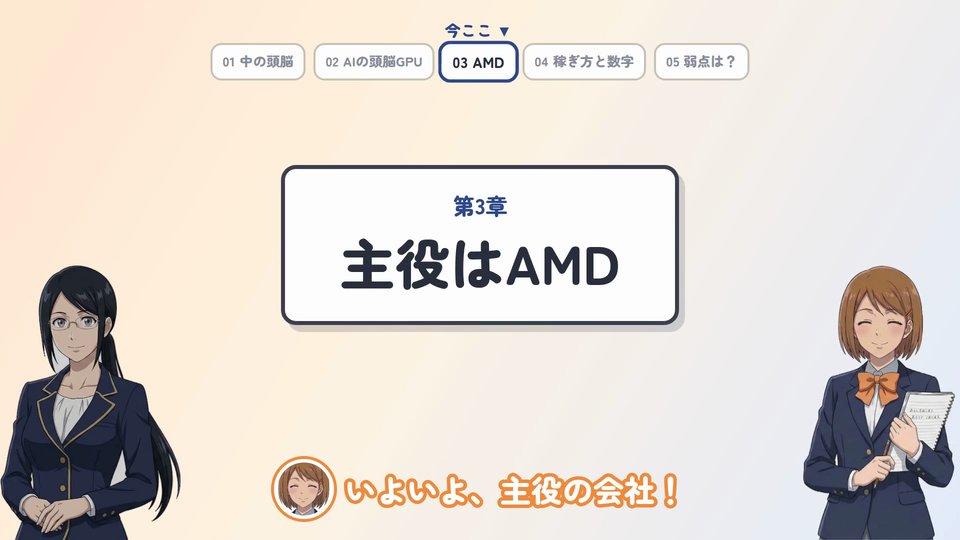 今ここ ▼
01 中の頭脳
02 AIの頭脳GPU
03 AMD
04 稼ぎ方と数字
05 弱点は？
第3章
主役はAMD
いよいよ、主役の会社！